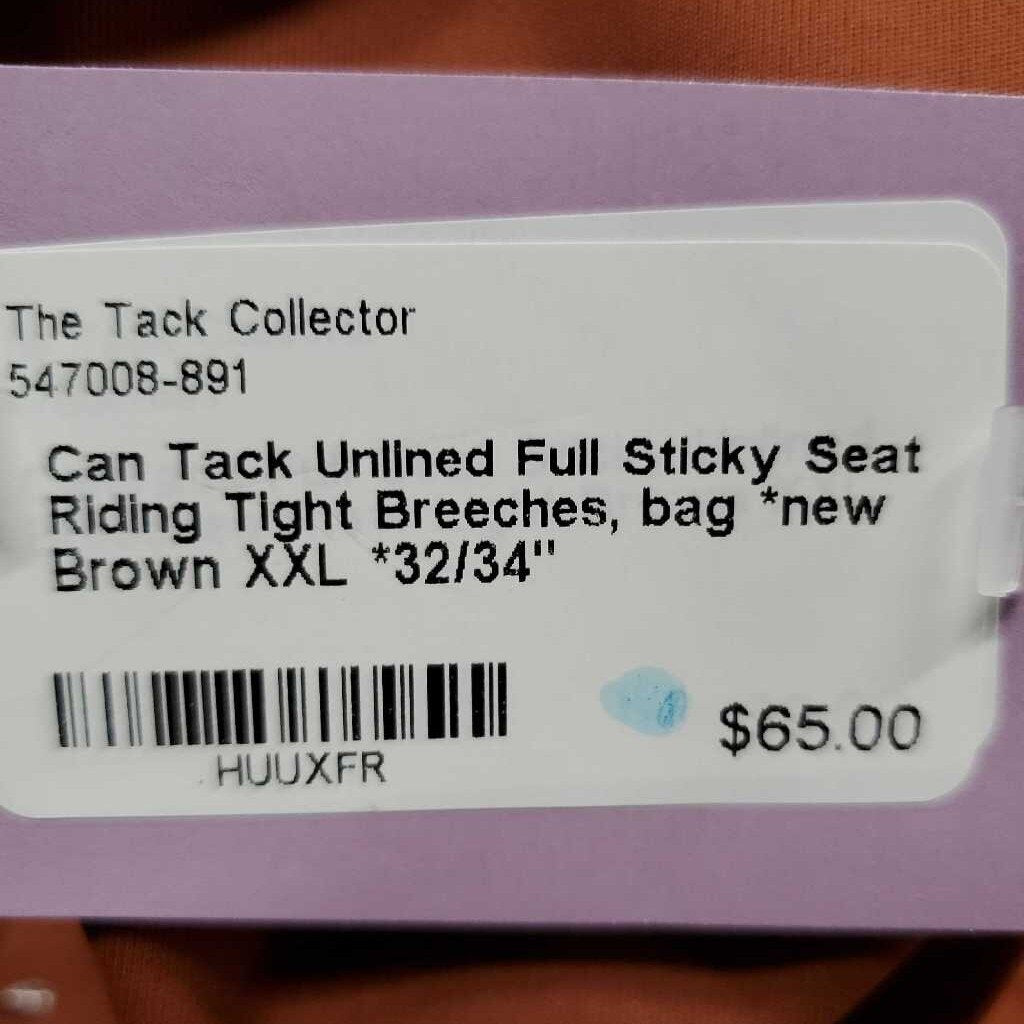 The Tack Collector
547008-891
Can Tack Unlined Full Sticky Seat
Riding Tight Breeches, bag *new
Brown XXL *32/34"
HUUXFR
$65.00